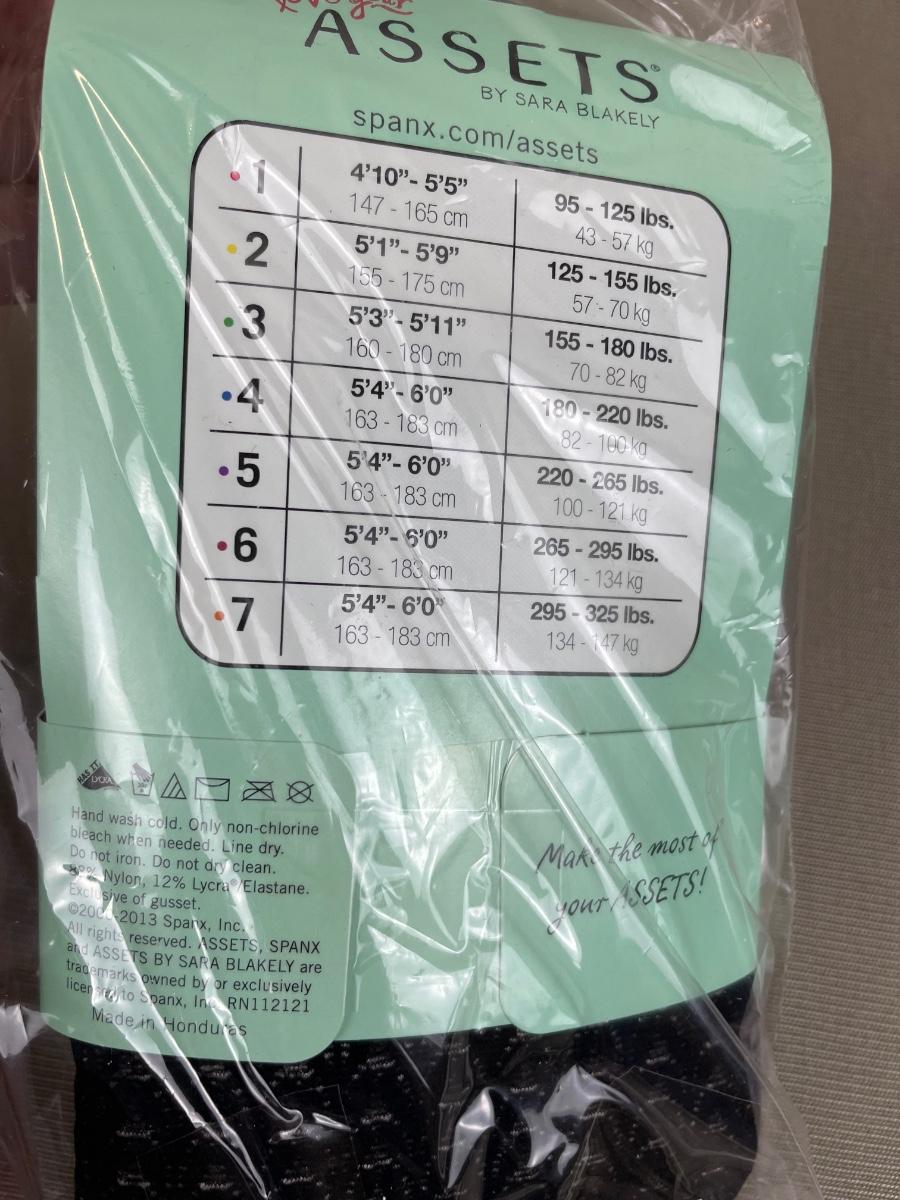 ASSETS®
BY SARA BLAKELY
spanx.com/assets
1 4’10”- 5’5” 95 - 125 lbs.
147 - 165 cm 43 - 57 kg
2 5’1”- 5’9” 125 - 155 lbs.
155 - 175 cm 57 - 70 kg
3 5’3”- 5’11” 155 - 180 lbs.
160 - 180 cm 70 - 82 kg
4 5’4”- 6’0” 180 - 220 lbs.
163 - 183 cm 82 - 100 kg
5 5’4”- 6’0” 220 - 265 lbs.
163 - 183 cm 100 - 121 kg
6 5’4”- 6’0” 265 - 295 lbs.
163 - 183 cm 121 - 134 kg
7 5’4”- 6’0” 295 - 325 lbs.
163 - 183 cm 134 - 147 kg
HAS IT
LYCRA
Hand wash cold. Only non-chlorine
bleach when needed. Line dry.
Do not iron. Do not dry clean.
Nylon, 12% Lycra®/Elastane.
Exclusive of gusset.
-2013 Spanx, Inc.
All rights reserved. ASSETS, SPANX
and ASSETS BY SARA BLAKELY are
trademarks owned by or exclusively
licensed to Spanx, Inc. RN112121
Made in Honduras
Make the most of
your ASSETS!